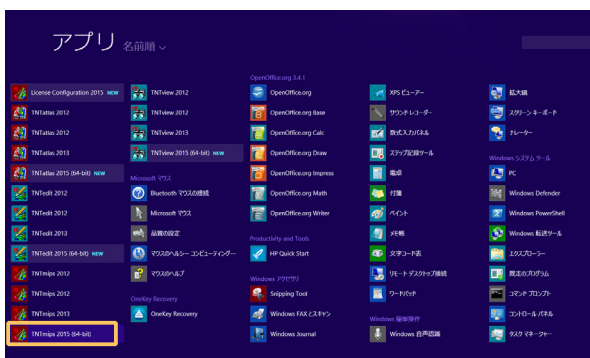 アプリ 名前順
License Configuration 2015 NEW
TNTatlas 2012
TNTatlas 2012
TNTatlas 2013
TNTatlas 2015 (64-bit) NEW
TNTedit 2012
TNTedit 2012
TNTedit 2013
TNTedit 2015 (64-bit) NEW
TNTmips 2012
TNTmips 2012
TNTmips 2013
TNTmips 2015 (64-bit)
TNTview 2012
TNTview 2012
TNTview 2013
TNTview 2015 (64-bit) NEW
Microsoft マウス
Bluetooth マウスの接続
Microsoft マウス
品質の設定
マウスのヘルシー コンピューティングガー
マウスのヘルプ
OneKey Recovery
OneKey Recovery
OpenOffice.org 3.4.1
OpenOffice.org
OpenOffice.org Base
OpenOffice.org Calc
OpenOffice.org Draw
OpenOffice.org Impress
OpenOffice.org Math
OpenOffice.org Writer
Productivity and Tools
HP Quick Start
Windows アクセサリ
Snipping Tool
Windows FAX とスキャン
Windows Journal
XPS ビューアー
サウンド レコーダー
数式入力パネル
ステップ記録ツール
電卓
付箋
ペイント
メモ帳
文字コード表
リモート デスクトップ接続
ワードパッド
Windows 簡単操作
Windows 音声認識
拡大鏡
スクリーン キーボード
ナレーター
Windows システム ツール
PC
Windows Defender
Windows PowerShell
Windows 転送ツール
エクスプローラー
既定のプログラム
コマンド プロンプト
コントロール パネル
タスク マネージャー